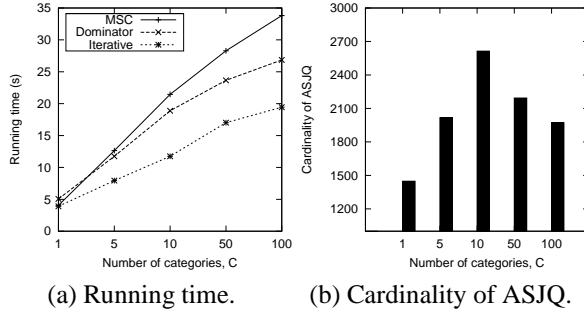 MSC
Dominator
Iterative
35
30
25
20
15
10
5
0
Running time (s)
1 5 10 50 100
Number of categories, C
(a) Running time.
3000
2700
2400
2100
1800
1500
1200
Cardinality of ASJQ
1 5 10 50 100
Number of categories, C
(b) Cardinality of ASJQ.